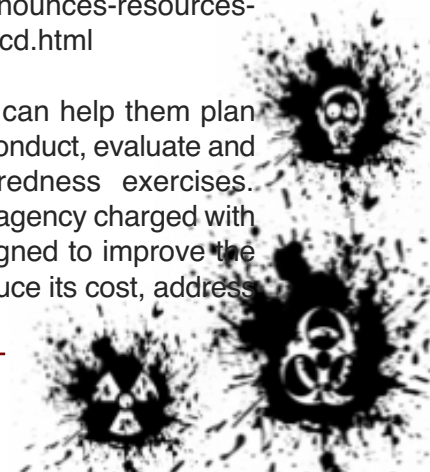 nounces-resources-
cd.html
can help them plan
onduct, evaluate and
redness exercises.
agency charged with
gned to improve the
uce its cost, address